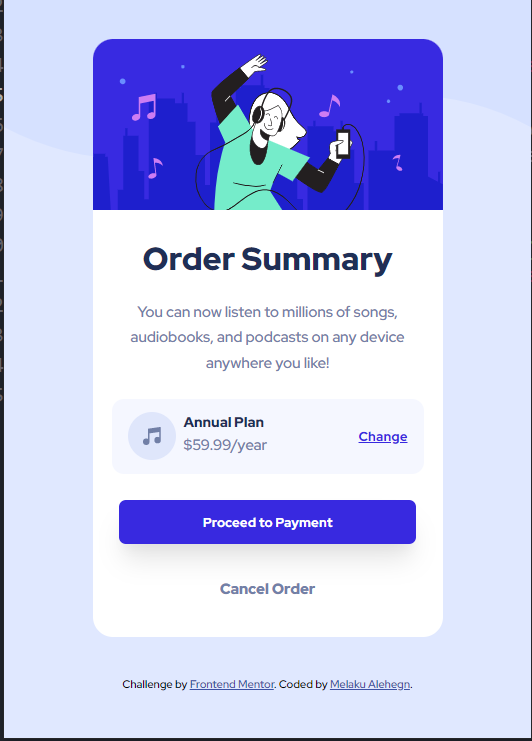 Order Summary
You can now listen to millions of songs,
audiobooks, and podcasts on any device
anywhere you like!
Annual Plan
$59.99/year
Change
Proceed to Payment
Cancel Order
Challenge by Frontend Mentor. Coded by Melaku Alehegn.